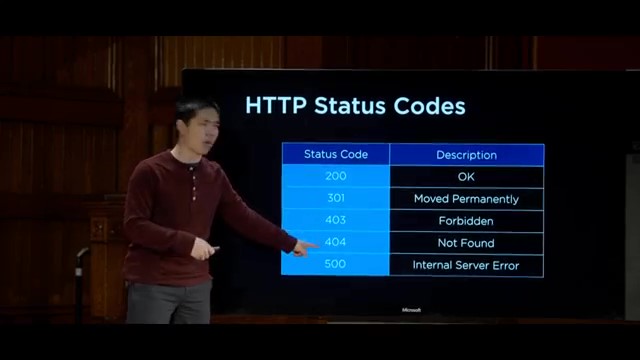 HTTP Status Codes
Status Code Description
200 OK
301 Moved Permanently
403 Forbidden
404 Not Found
500 Internal Server Error
Microsoft